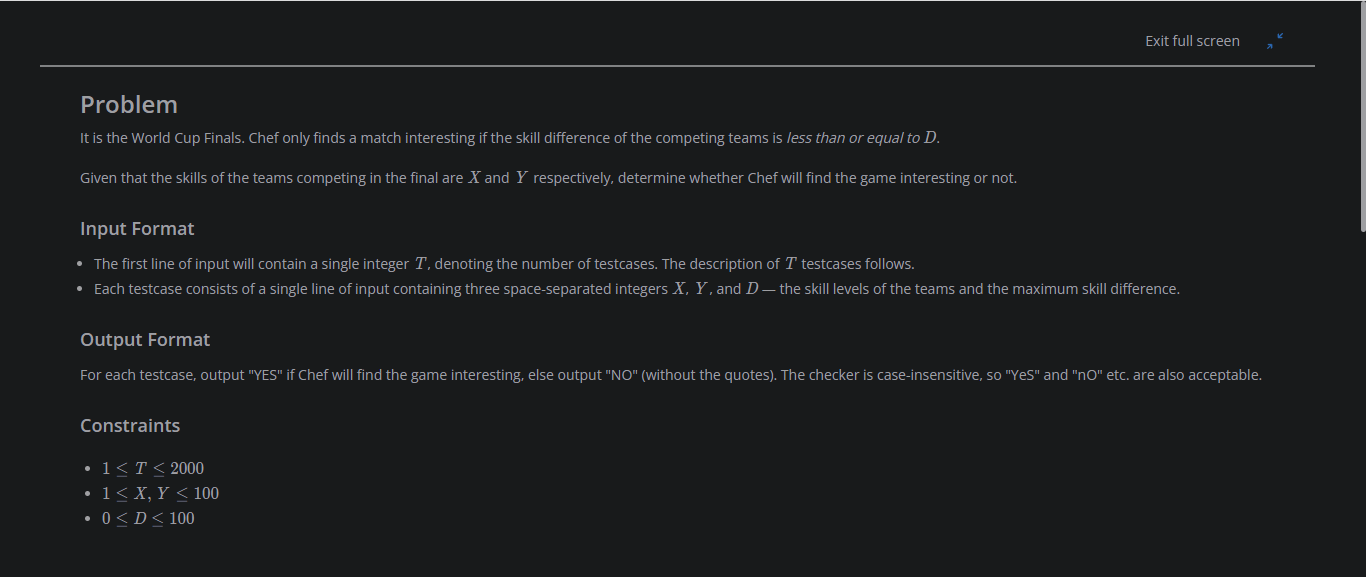 Exit full screen
Problem
It is the World Cup Finals. Chef only finds a match interesting if the skill difference of the competing teams is less than or equal to D.
Given that the skills of the teams competing in the final are X and Y respectively, determine whether Chef will find the game interesting or not.
Input Format
• The first line of input will contain a single integer T, denoting the number of testcases. The description of T testcases follows.
• Each testcase consists of a single line of input containing three space-separated integers X, Y, and D — the skill levels of the teams and the maximum skill difference.
Output Format
For each testcase, output "YES" if Chef will find the game interesting, else output "NO" (without the quotes). The checker is case-insensitive, so "YeS" and "nO" etc. are also acceptable.
Constraints
• 1 ≤ T ≤ 2000
• 1 ≤ X, Y ≤ 100
• 0 ≤ D ≤ 100